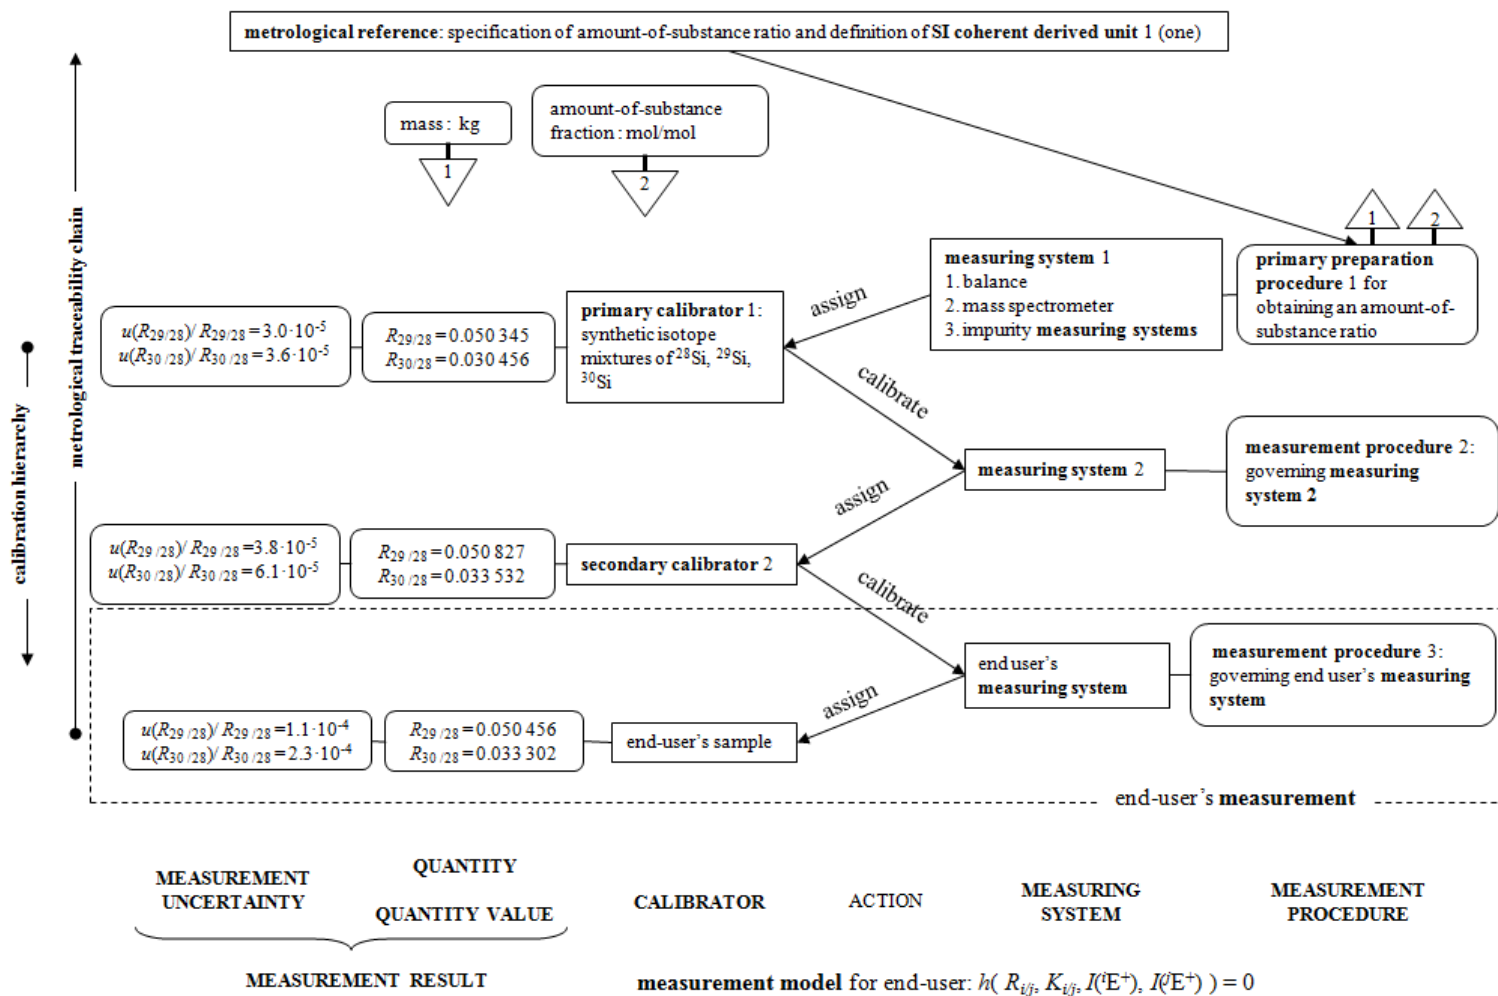 metrological reference: specification of amount-of-substance ratio and definition of SI coherent derived unit 1 (one)
mass: kg
1
amount-of-substance
fraction: mol/mol
2
1
2
metrological traceability chain
calibration hierarchy
u(R29/28)/ R29/28=3.0·10-5
u(R30/28)/ R30/28=3.6·10-5
R29/28=0.050 345
R30/28=0.030 456
primary calibrator 1:
synthetic isotope
mixtures of 28Si, 29Si,
30Si
assign
measuring system 1
1. balance
2. mass spectrometer
3. impurity measuring systems
primary preparation
procedure 1 for
obtaining an amount-of-
substance ratio
calibrate
measuring system 2
measurement procedure 2:
governing measuring
system 2
assign
u(R29/28)/ R29/28=3.8·10-5
u(R30/28)/ R30/28=6.1·10-5
R29/28=0.050 827
R30/28=0.033 532
secondary calibrator 2
calibrate
end user's
measuring system
measurement procedure 3:
governing end user's measuring
system
assign
u(R29/28)/ R29/28=1.1·10-4
u(R30/28)/ R30/28=2.3·10-4
R29/28=0.050 456
R30/28=0.033 302
end-user's sample
end-user's measurement
MEASUREMENT
UNCERTAINTY
QUANTITY
QUANTITY VALUE
CALIBRATOR
ACTION
MEASURING
SYSTEM
MEASUREMENT
PROCEDURE
MEASUREMENT RESULT
measurement model for end-user: h( Ri/j, Ki/j, I(iE+), I(jE+) ) = 0